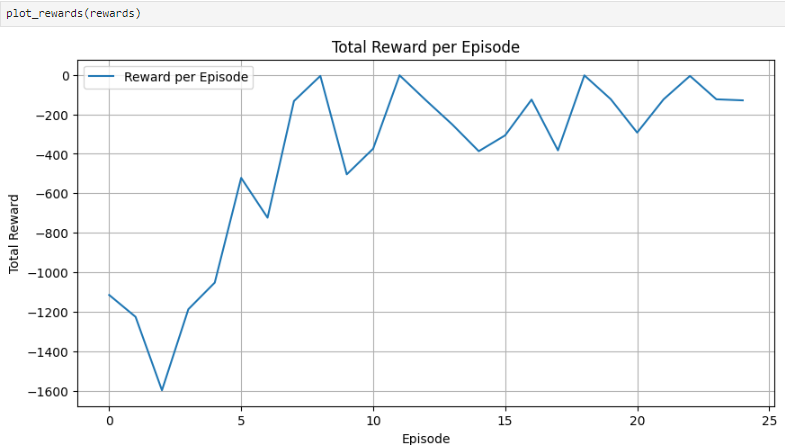 plot_rewards(rewards)
Total Reward per Episode
Reward per Episode
0
−200
−400
−600
−800
−1000
−1200
−1400
−1600
Total Reward
0 5 10 15 20 25
Episode